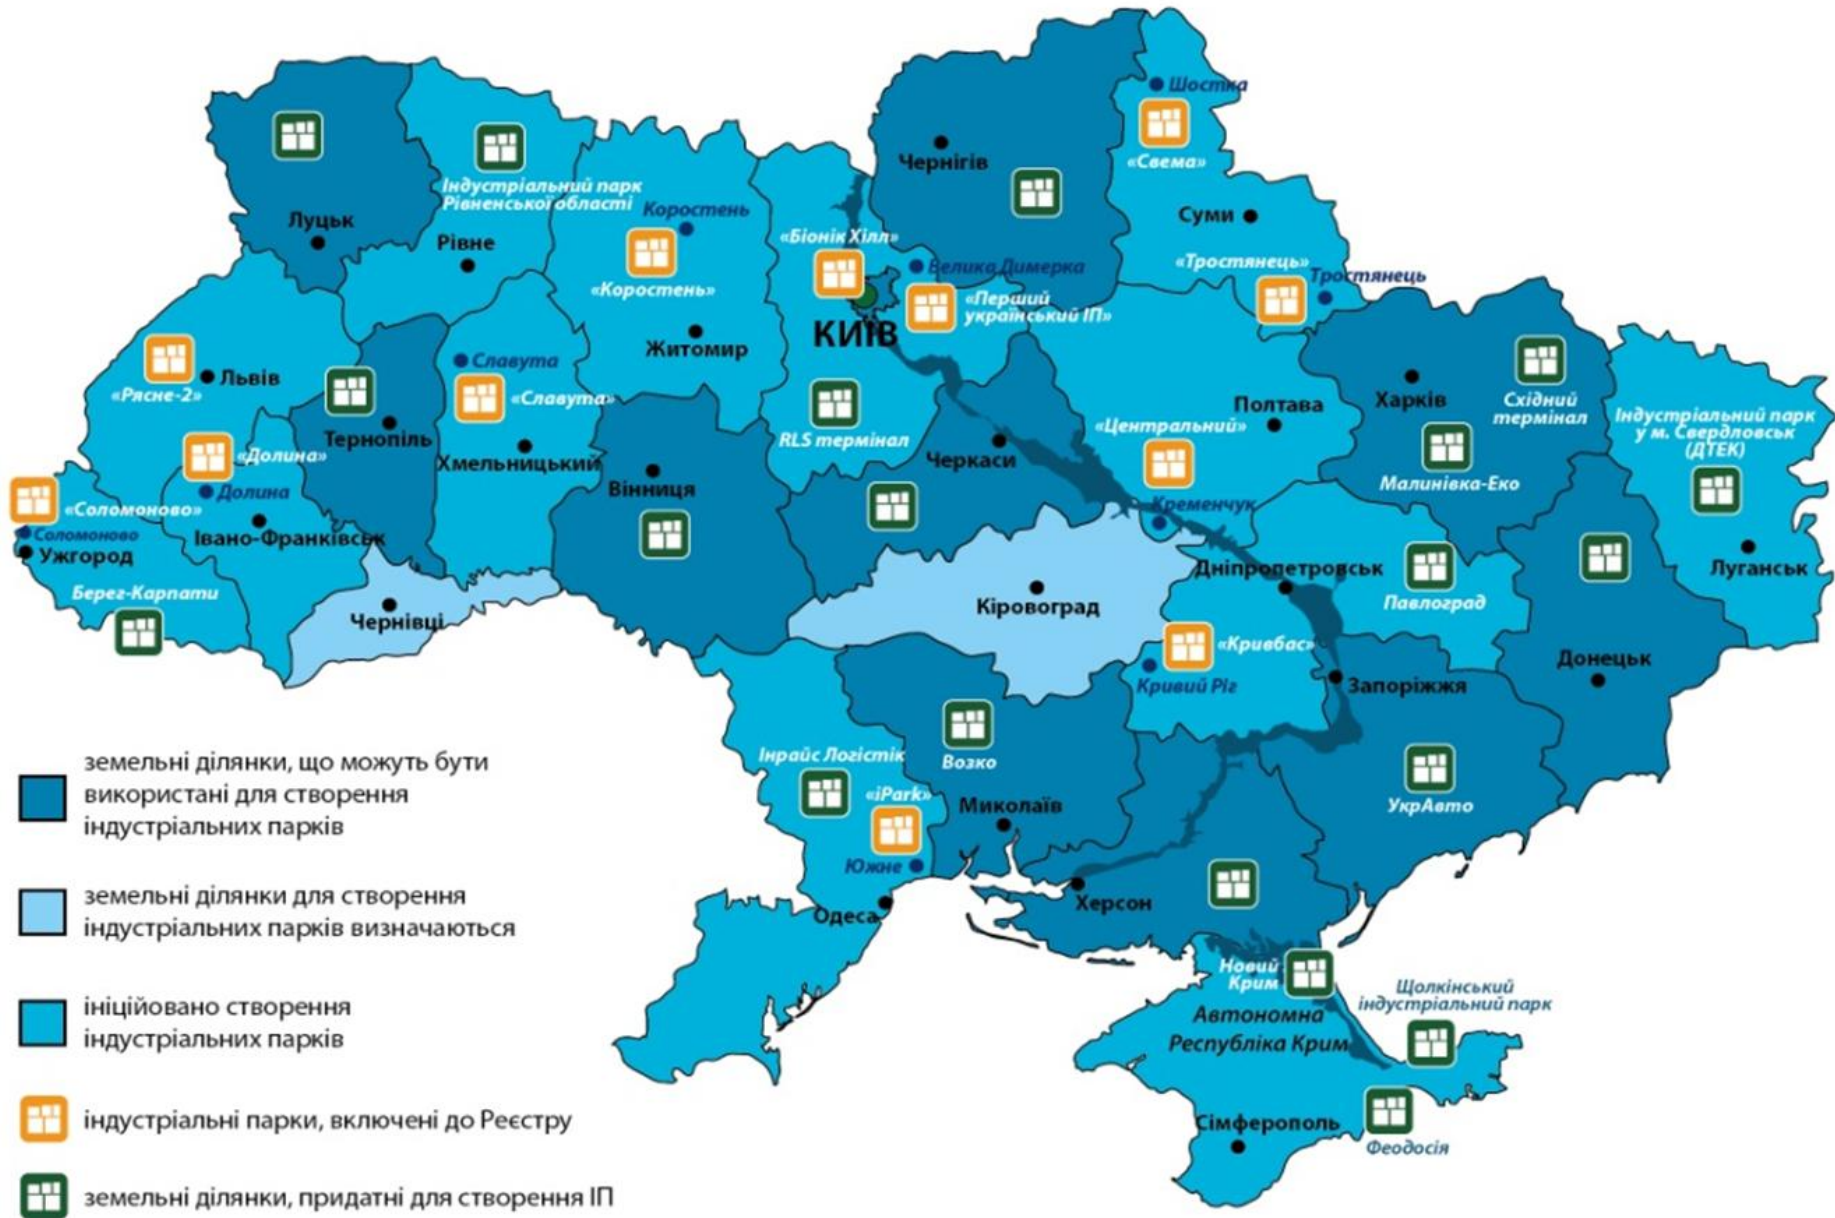 Шостка
«Свема»
Чернігів
Індустріальний парк
Рівненської області
Коростень
Луцьк
Суми
Рівне
«Біонік Хілл»
«Тростянець»
Велика Димерка
Тростянець
«Коростень»
«Перший
український ІП»
КИЇВ
Житомир
Славута
Львів
«Рясне-2»
«Славута»
Полтава
Харків
Східний
термінал
Індустріальний парк
у м. Свердловськ
(ДТЕК)
«Центральний»
Тернопіль
RLS термінал
«Долина»
Хмельницький
Черкаси
Вінниця
Малинівка-Еко
Долина
«Соломоново»
Кременчук
Соломоново
Івано-Франківськ
Ужгород
Дніпропетровськ
Луганськ
Берег-Карпати
Кіровоград
Павлоград
Чернівці
«Кривбас»
Донецьк
Кривий Ріг
Запоріжжя
Інрайс Логістік
Возко
«iPark»
Миколаїв
УкрАвто
Южне
Херсон
Одеса
Новий
Крим
Щолкінський
індустріальний парк
Автономна
Республіка Крим
Сімферополь
Феодосія
земельні ділянки, що можуть бути
використані для створення
індустріальних парків
земельні ділянки для створення
індустріальних парків визначаються
ініційовано створення
індустріальних парків
індустріальні парки, включені до Реєстру
земельні ділянки, придатні для створення ІП